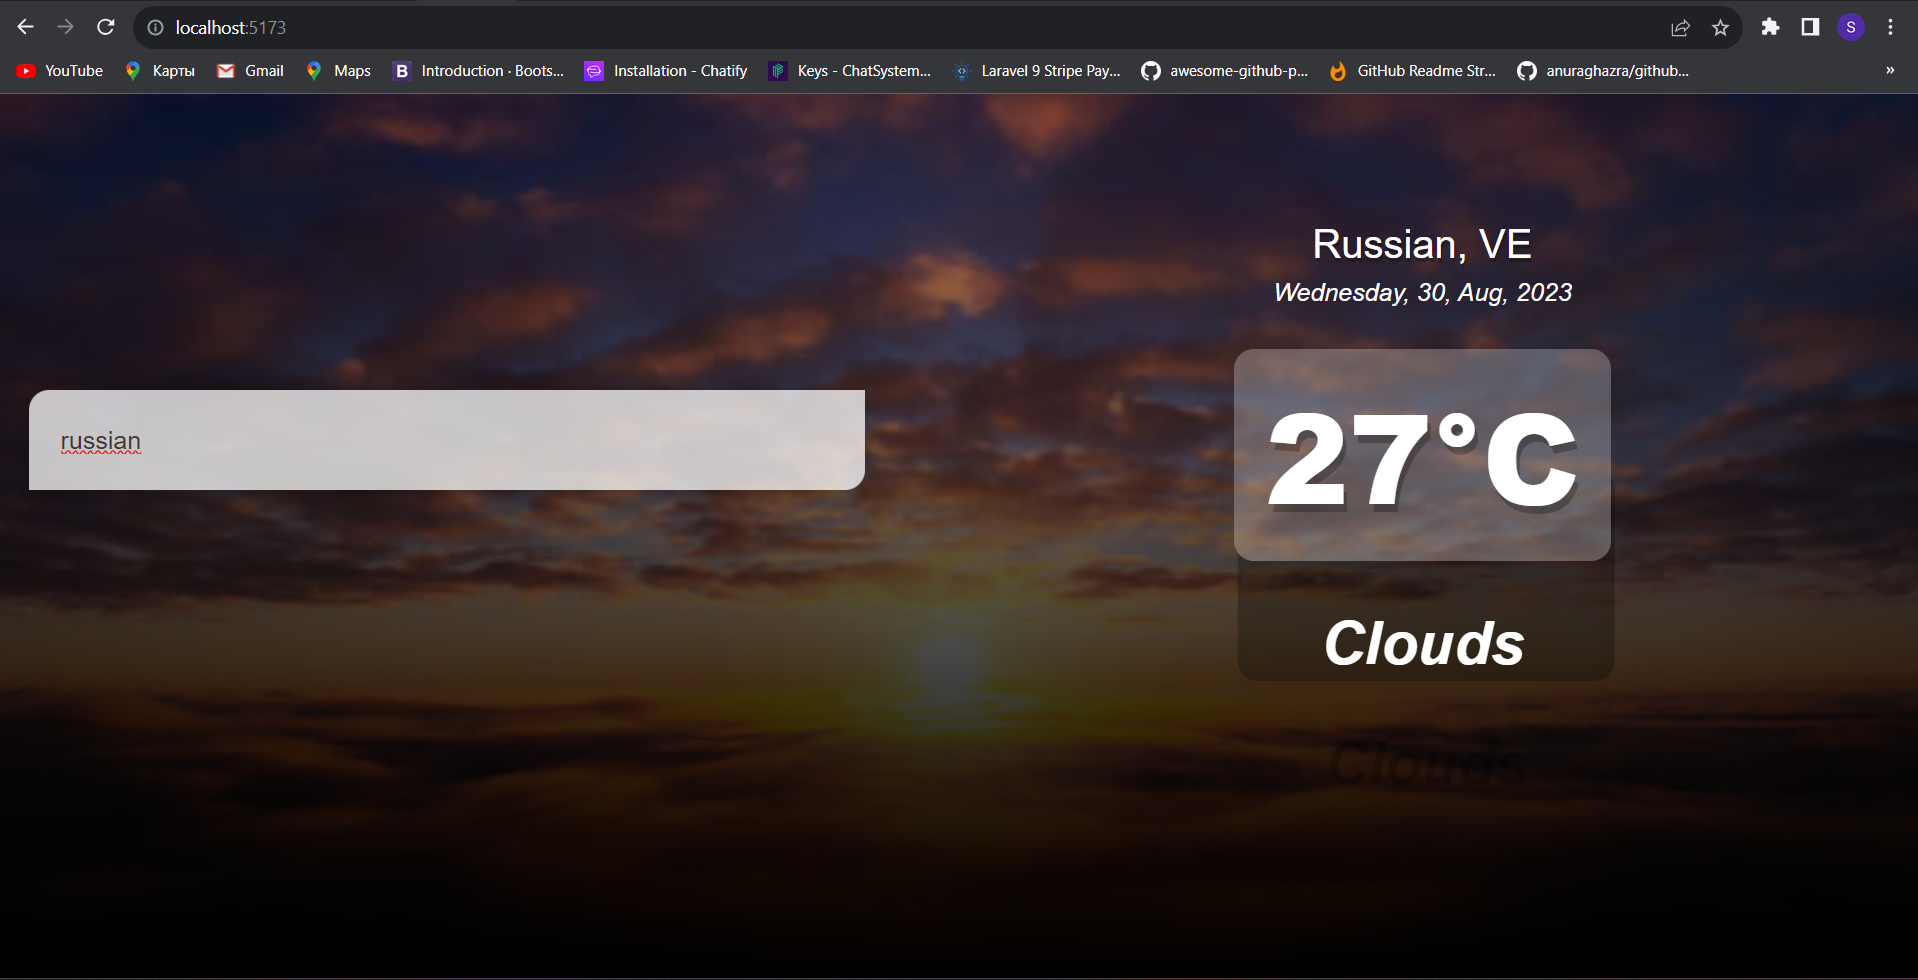 localhost:5173
S
YouTube Карты Gmail Maps Introduction · Boots... Installation - Chatify Keys - ChatSystem... Laravel 9 Stripe Pay... awesome-github-p... GitHub Readme Str... anuraghazra/github... »
Russian, VE
Wednesday, 30, Aug, 2023
russian
27°C
Clouds
Clouds